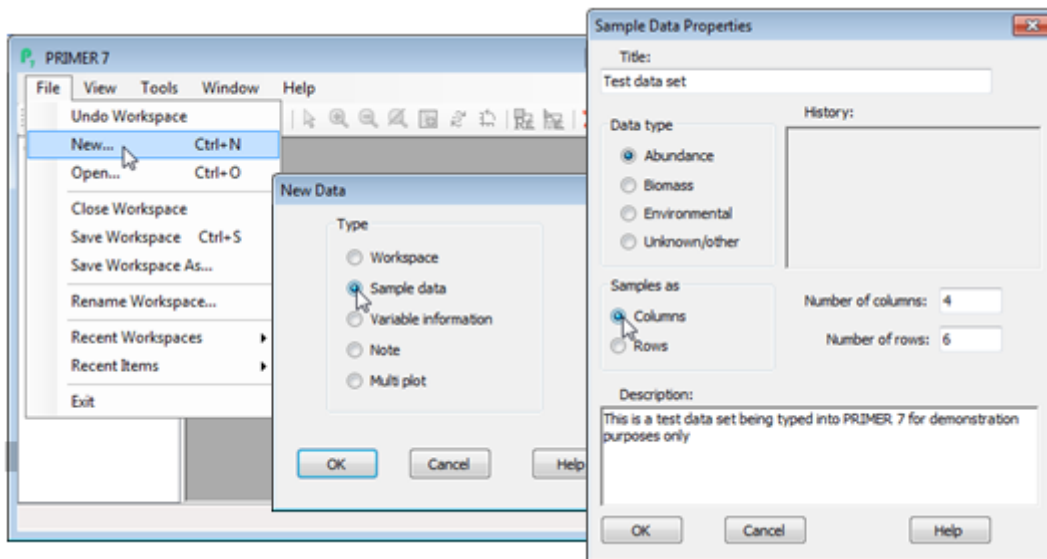 PRIMER 7
File View Tools Window Help
Undo Workspace
New... Ctrl+N
Open... Ctrl+O
Close Workspace
Save Workspace Ctrl+S
Save Workspace As...
Rename Workspace...
Recent Workspaces
Recent Items
Exit
New Data
Type
Workspace
Sample data
Variable information
Note
Multi plot
OK Cancel Help
Sample Data Properties
Title:
Test data set
Data type
Abundance
Biomass
Environmental
Unknown/other
History:
Samples as
Columns
Rows
Number of columns: 4
Number of rows: 6
Description:
This is a test data set being typed into PRIMER 7 for demonstration
purposes only
OK Cancel Help